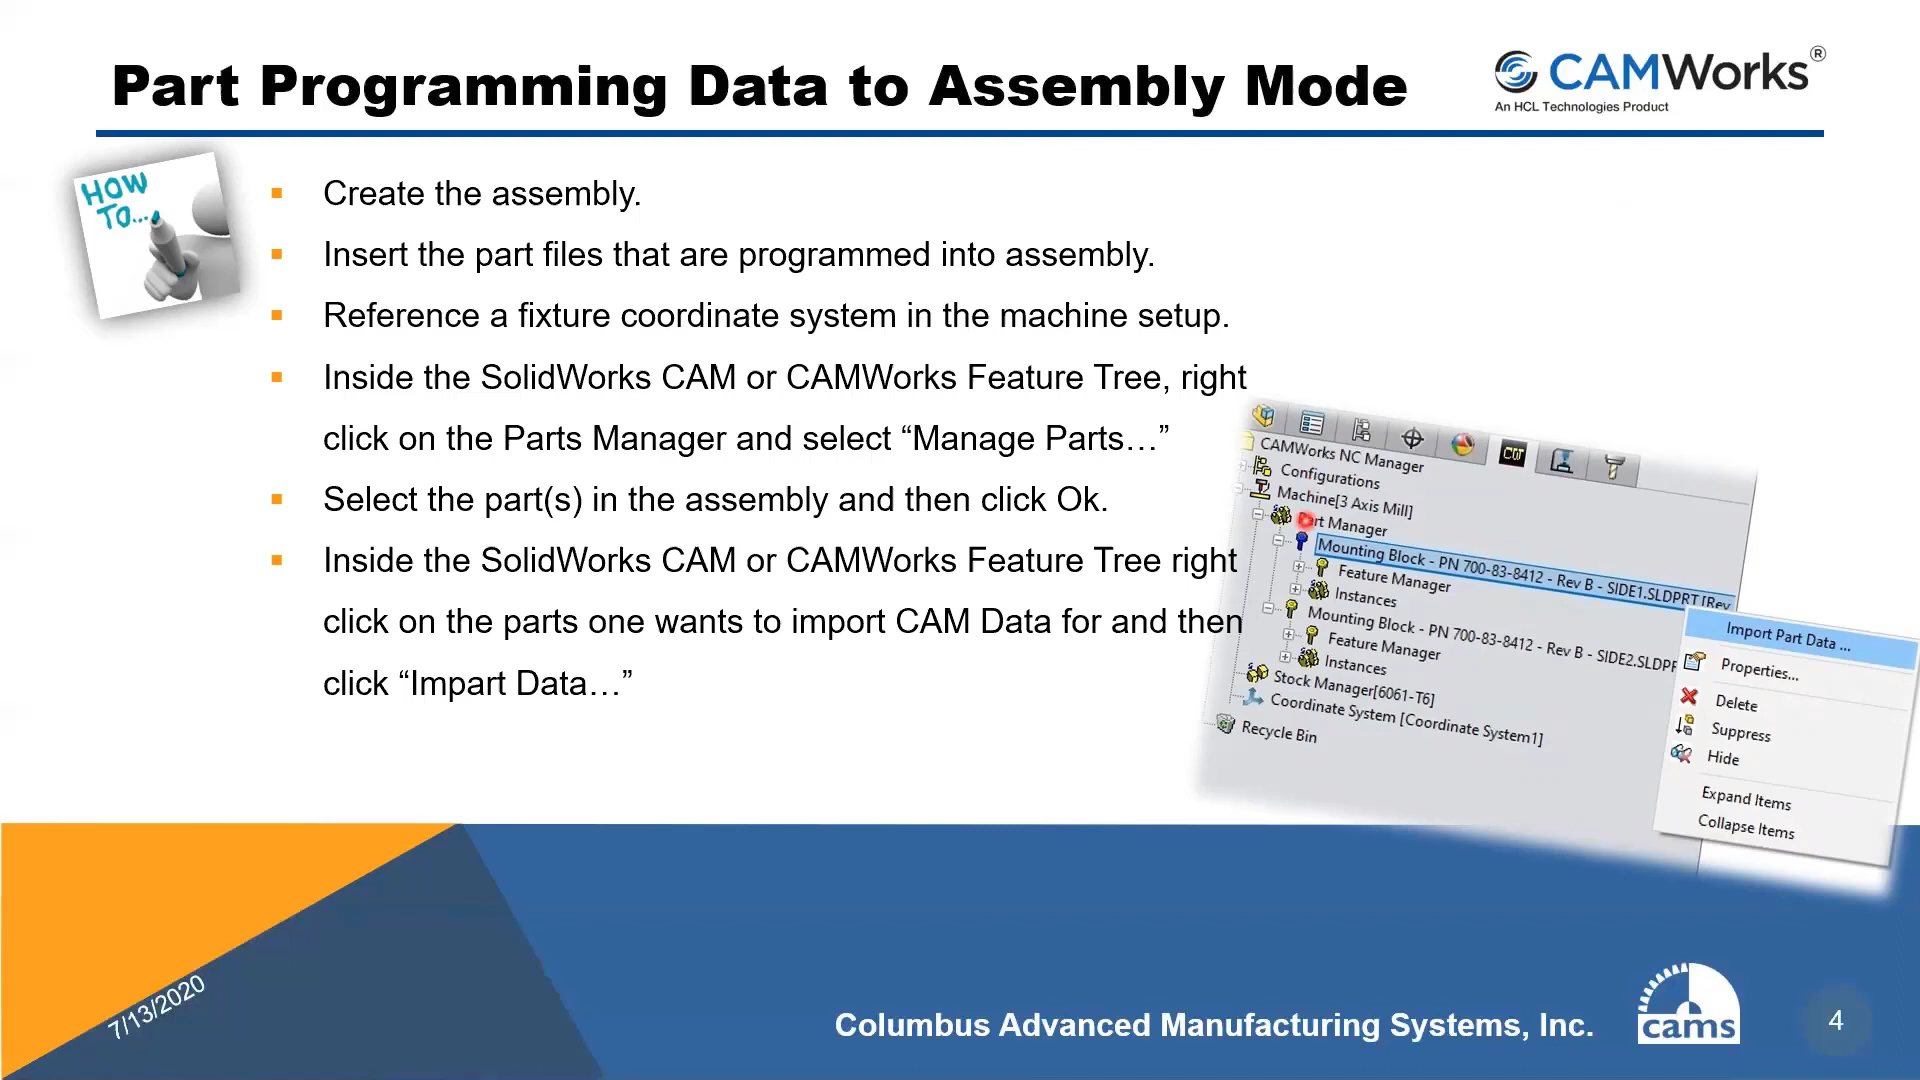 Part Programming Data to Assembly Mode
CAMWorks®
An HCL Technologies Product
HOW
TO...
▪ Create the assembly.
▪ Insert the part files that are programmed into assembly.
▪ Reference a fixture coordinate system in the machine setup.
▪ Inside the SolidWorks CAM or CAMWorks Feature Tree, right
click on the Parts Manager and select “Manage Parts…”
▪ Select the part(s) in the assembly and then click Ok.
▪ Inside the SolidWorks CAM or CAMWorks Feature Tree right
click on the parts one wants to import CAM Data for and then
click “Impart Data…”
CW
CAMWorks NC Manager
Configurations
Machine[3 Axis Mill]
Part Manager
Mounting Block - PN 700-83-8412 - Rev B - SIDE1.SLDPRT [Rev
Feature Manager
Instances
Mounting Block - PN 700-83-8412 - Rev B - SIDE2.SLDPR
Feature Manager
Instances
Stock Manager[6061-T6]
Coordinate System [Coordinate System1]
Recycle Bin
Import Part Data ...
Properties...
Delete
Suppress
Hide
Expand Items
Collapse Items
7/13/2020
Columbus Advanced Manufacturing Systems, Inc.
cams
4